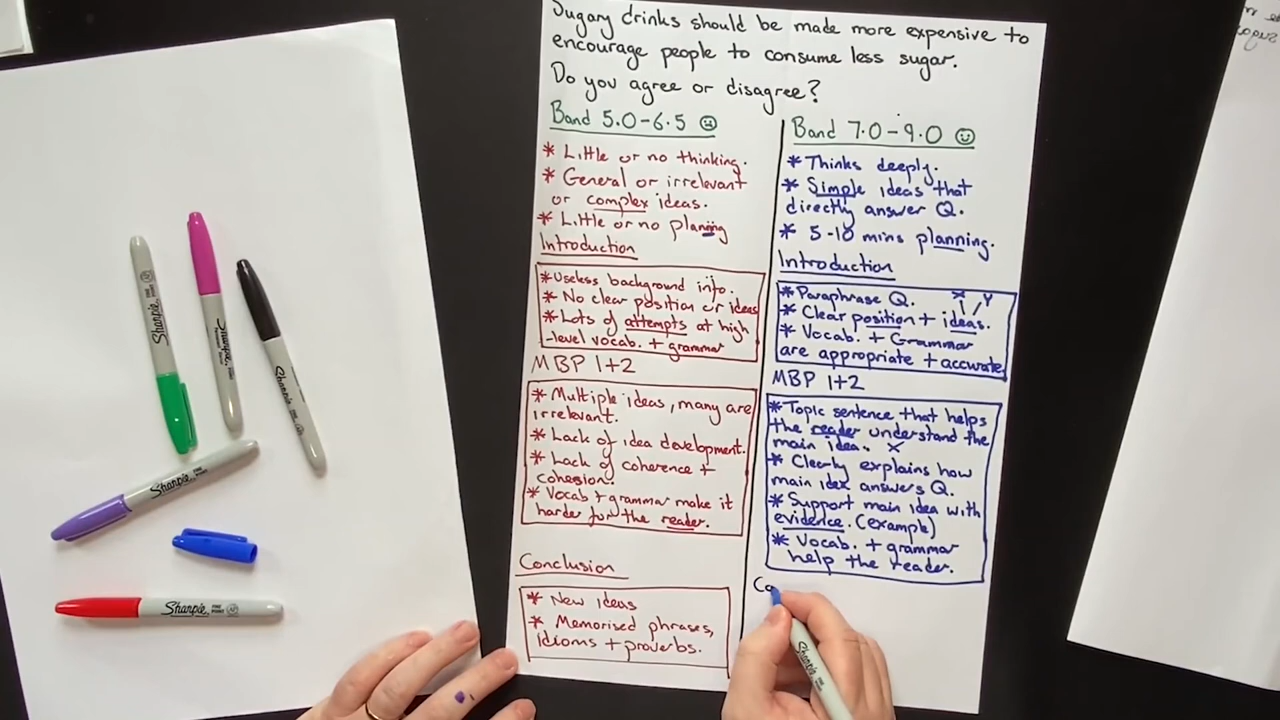 Sugary drinks should be made more expensive to
encourage people to consume less sugar.
Do you agree or disagree?
Band 5.0-6.5
* Little or no thinking.
* General or irrelevant
or complex ideas.
* Little or no planning
Introduction
*Useless background info.
* No clear position or ideas
*Lots of attempts at high
-level vocab. + grammar
MBP 1+2
* Multiple ideas, many are
irrelevant.
* Lack of idea development.
* Lack of coherence +
cohesion.
* Vocab + grammar make it
harder for the reader.
Conclusion
* New ideas
* Memorised phrases,
idioms + proverbs.
Band 7.0-9.0
* Thinks deeply.
* Simple ideas that
directly answer Q.
* 5-10 mins planning.
Introduction
* Paraphrase Q. X Y
* Clear position + ideas.
* Vocab. + Grammar
are appropriate + accurate
MBP 1+2
* Topic sentence that helps
the reader understand the
main idea. X
* Clearly explains how
main idea answers Q.
* Support main idea with
evidence. (example)
* Vocab. + grammar
help the reader.
Co
Sharpie
Sharpie
Sharpie
Sharpie
Sharpie
Sharpie